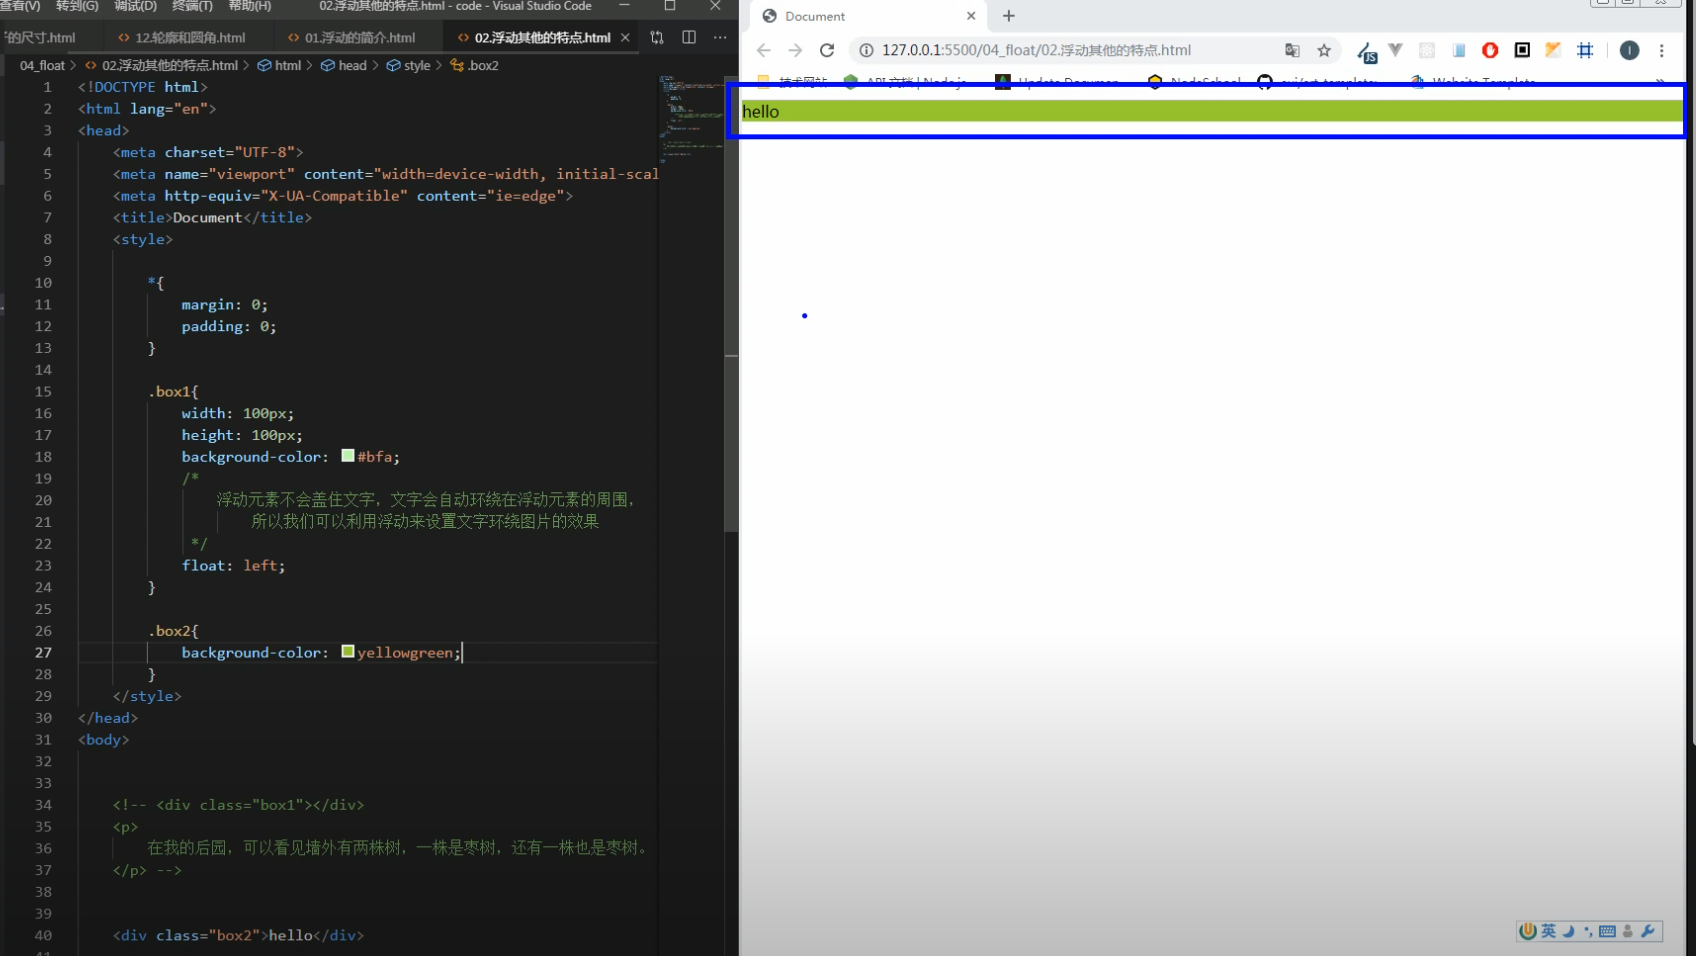 查看(V) 转到(G) 调试(D) 终端(T) 帮助(H) 02.浮动其他的特点.html - code - Visual Studio Code
的尺寸.html 12.轮廓和圆角.html 01.浮动的简介.html 02.浮动其他的特点.html
04_float > 02.浮动其他的特点.html > html > head > style > .box2
1 <!DOCTYPE html>
2 <html lang="en">
3 <head>
4 <meta charset="UTF-8">
5 <meta name="viewport" content="width=device-width, initial-scal
6 <meta http-equiv="X-UA-Compatible" content="ie=edge">
7 <title>Document</title>
8 <style>
9
10 *{
11 margin: 0;
12 padding: 0;
13 }
14
15 .box1{
16 width: 100px;
17 height: 100px;
18 background-color: #bfa;
19 /*
20 浮动元素不会盖住文字，文字会自动环绕在浮动元素的周围，
21 所以我们可以利用浮动来设置文字环绕图片的效果
22 */
23 float: left;
24 }
25
26 .box2{
27 background-color: yellowgreen;
28 }
29 </style>
30 </head>
31 <body>
32
33
34 <!-- <div class="box1"></div>
35 <p>
36 在我的后园，可以看见墙外有两株树，一株是枣树，还有一株也是枣树。
37 </p> -->
38
39
40 <div class="box2">hello</div>
Document
127.0.0.1:5500/04_float/02.浮动其他的特点.html
JS
I
技术网站 API 文档 | Node.js Update Documen NodeSchool Website Template
hello
英